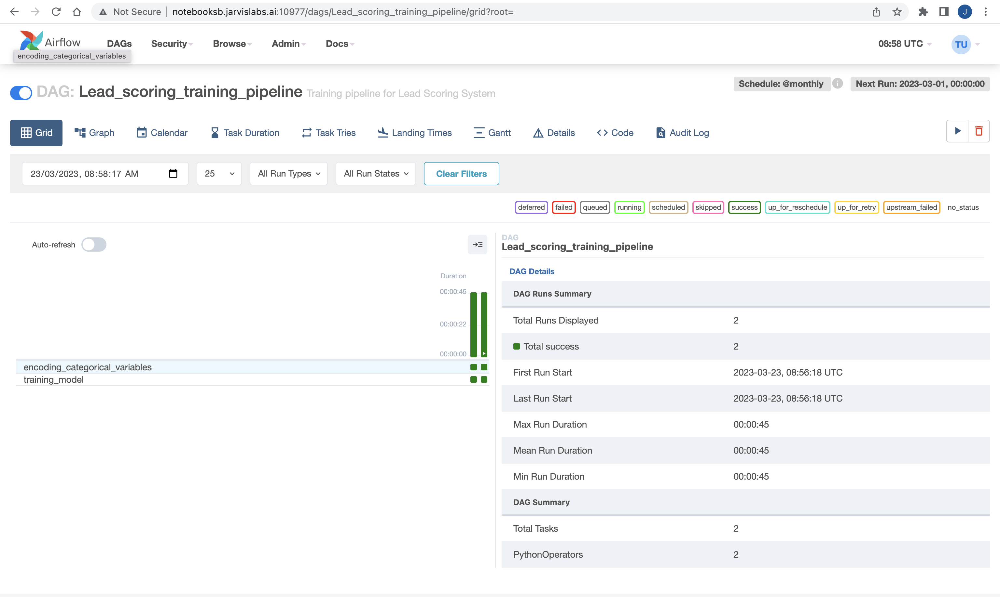 Not Secure notebooksb.jarvislabs.ai:10977/dags/Lead_scoring_training_pipeline/grid?root= J
Airflow DAGs Security Browse Admin Docs 08:58 UTC TU
encoding_categorical_variables
DAG: Lead_scoring_training_pipeline Training pipeline for Lead Scoring System Schedule: @monthly i Next Run: 2023-03-01, 00:00:00
Grid Graph Calendar Task Duration Task Tries Landing Times Gantt Details Code Audit Log
23/03/2023, 08:58:17 AM 25 All Run Types All Run States Clear Filters
deferred failed queued running scheduled skipped success up_for_reschedule up_for_retry upstream_failed no_status
Auto-refresh
Duration
00:00:45
00:00:22
00:00:00
encoding_categorical_variables
training_model
DAG
Lead_scoring_training_pipeline
DAG Details
DAG Runs Summary
Total Runs Displayed 2
Total success 2
First Run Start 2023-03-23, 08:56:18 UTC
Last Run Start 2023-03-23, 08:56:18 UTC
Max Run Duration 00:00:45
Mean Run Duration 00:00:45
Min Run Duration 00:00:45
DAG Summary
Total Tasks 2
PythonOperators 2